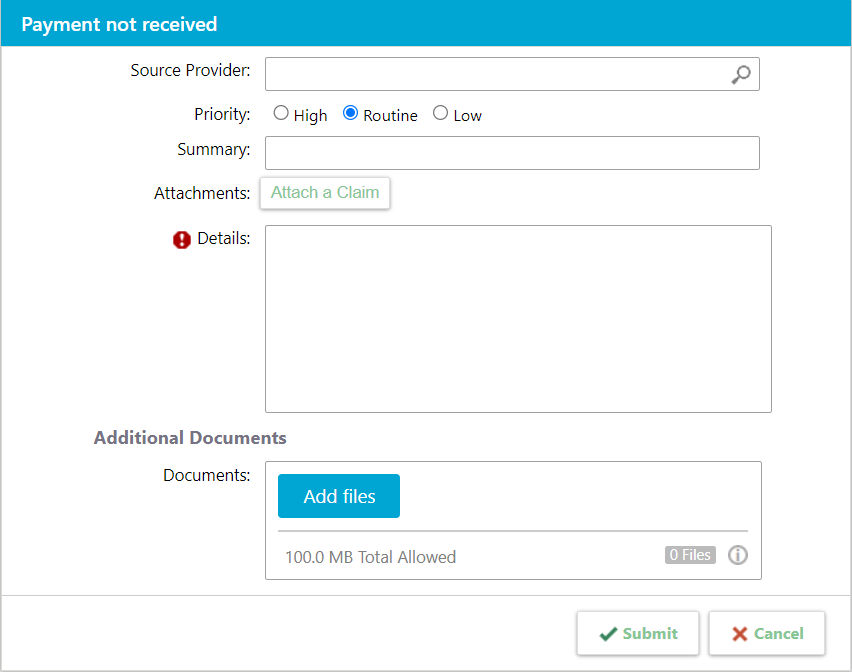 Payment not received
Source Provider:
Priority: High Routine Low
Summary:
Attachments: Attach a Claim
Details:
Additional Documents
Documents: Add files
100.0 MB Total Allowed 0 Files
Submit Cancel